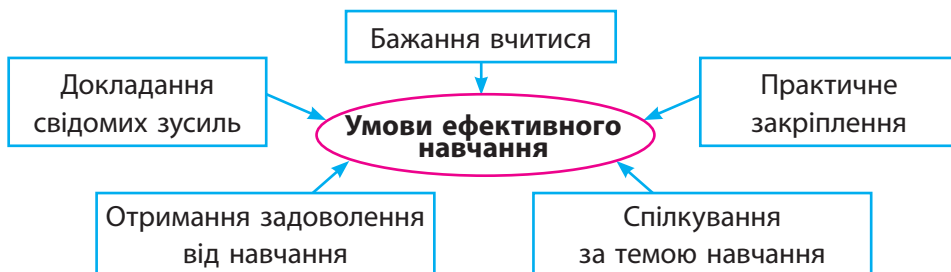 Бажання вчитися
Докладання
свідомих зусиль
Практичне
закріплення
Умови ефективного
навчання
Отримання задоволення
від навчання
Спілкування
за темою навчання